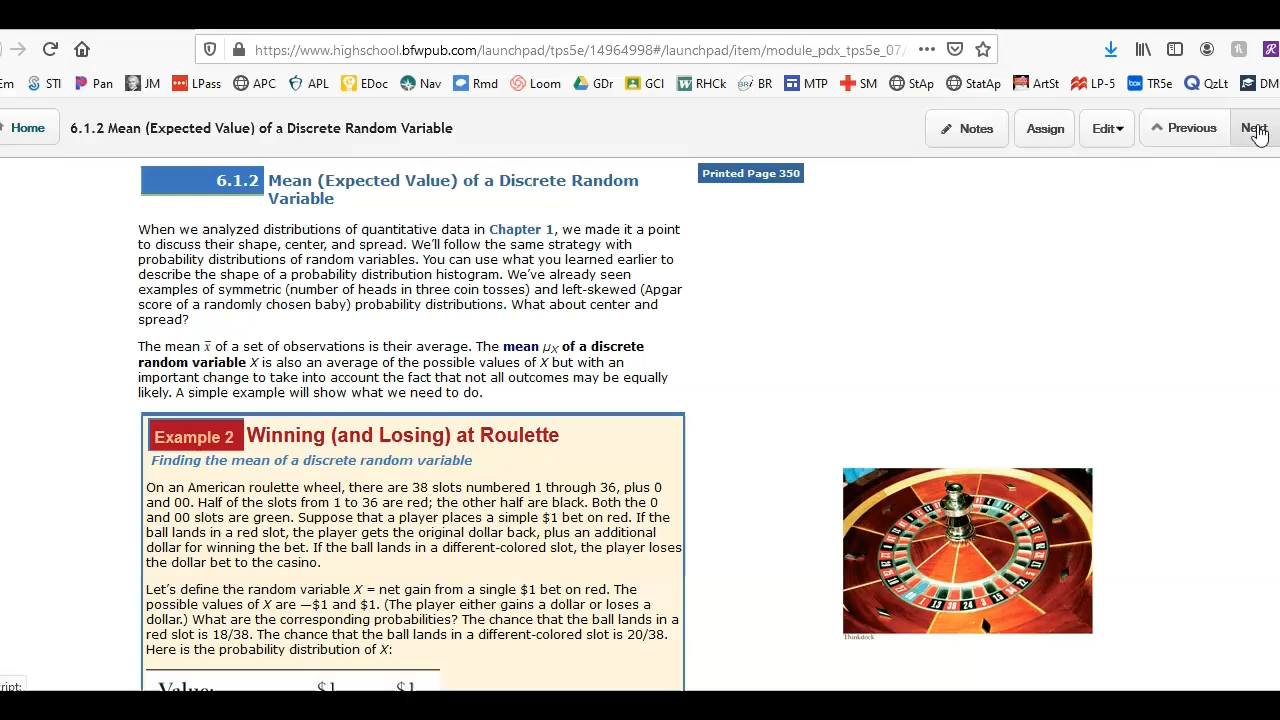 https://www.highschool.bfwpub.com/launchpad/tps5e/14964998#/launchpad/item/module_pdx_tps5e_07/
Em STI Pan JM LPass APC APL EDoc Nav Rmd Loom GDr GCI RHCk BR MTP SM StAp StatAp ArtSt LP-5 TR5e QzLt DM
Home 6.1.2 Mean (Expected Value) of a Discrete Random Variable Notes Assign Edit Previous Next
6.1.2 Mean (Expected Value) of a Discrete Random
Variable
Printed Page 350
When we analyzed distributions of quantitative data in Chapter 1, we made it a point
to discuss their shape, center, and spread. We'll follow the same strategy with
probability distributions of random variables. You can use what you learned earlier to
describe the shape of a probability distribution histogram. We've already seen
examples of symmetric (number of heads in three coin tosses) and left-skewed (Apgar
score of a randomly chosen baby) probability distributions. What about center and
spread?
The mean x̅ of a set of observations is their average. The mean μX of a discrete
random variable X is also an average of the possible values of X but with an
important change to take into account the fact that not all outcomes may be equally
likely. A simple example will show what we need to do.
Example 2 Winning (and Losing) at Roulette
Finding the mean of a discrete random variable
On an American roulette wheel, there are 38 slots numbered 1 through 36, plus 0
and 00. Half of the slots from 1 to 36 are red; the other half are black. Both the 0
and 00 slots are green. Suppose that a player places a simple $1 bet on red. If the
ball lands in a red slot, the player gets the original dollar back, plus an additional
dollar for winning the bet. If the ball lands in a different-colored slot, the player loses
the dollar bet to the casino.
Let's define the random variable X = net gain from a single $1 bet on red. The
possible values of X are —$1 and $1. (The player either gains a dollar or loses a
dollar.) What are the corresponding probabilities? The chance that the ball lands in a
red slot is 18/38. The chance that the ball lands in a different-colored slot is 20/38.
Here is the probability distribution of X:
Thinkstock
Value: $1 $1
ript: